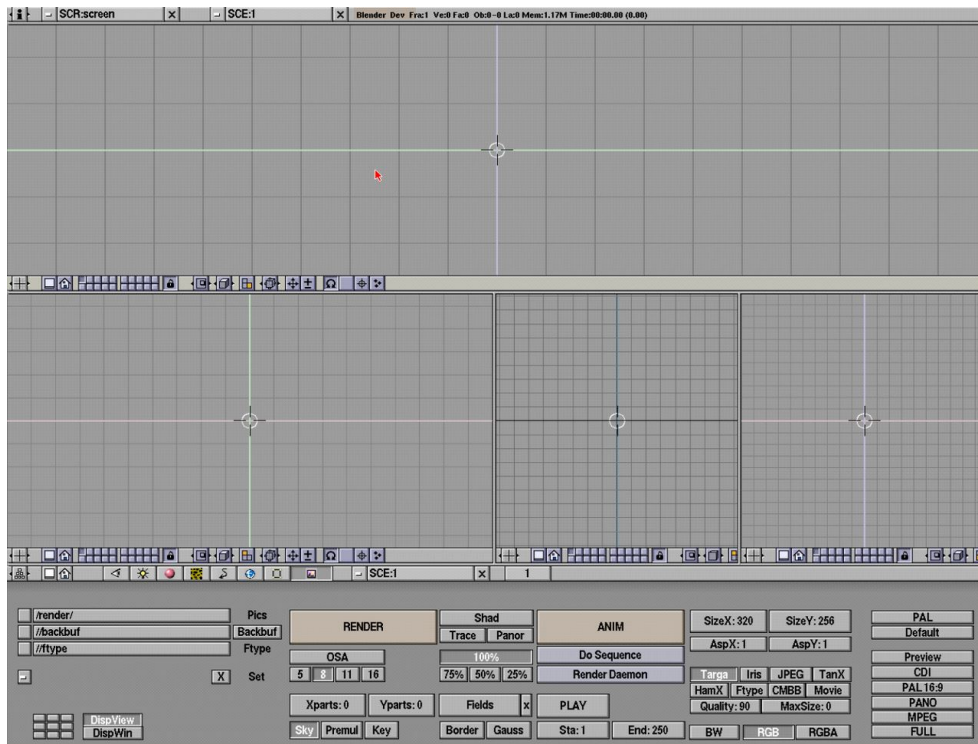 SCR:screen X SCE:1 X Blender Dev Fra:1 Ve:0 Fa:0 Ob:0-0 La:0 Mem:1.17M Time:00:00.00 (0.00)
SCE:1 X 1
/render/ Pics
//backbuf Backbuf
//ftype Ftype
X Set
DispView
DispWin
RENDER
OSA
5 8 11 16
Xparts: 0 Yparts: 0
Sky Premul Key
Shad
Trace Panor
100%
75% 50% 25%
Fields x
Border Gauss
ANIM
Do Sequence
Render Daemon
PLAY
Sta: 1 End: 250
SizeX: 320 SizeY: 256
AspX: 1 AspY: 1
Targa Iris JPEG TanX
HamX Ftype CMBB Movie
Quality: 90 MaxSize: 0
BW RGB RGBA
PAL
Default
Preview
CDI
PAL 16:9
PANO
MPEG
FULL